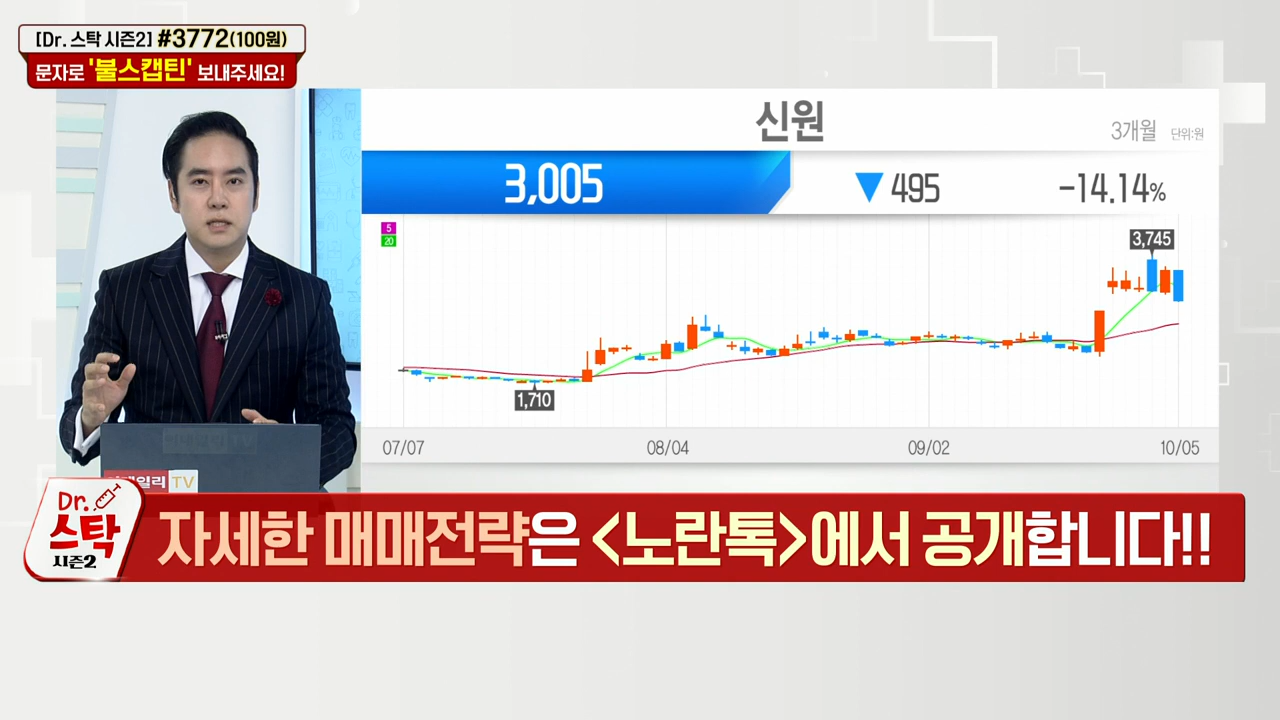 [Dr. 스탁 시즌2] #3772(100원)
문자로 '불스캡틴' 보내주세요!
신원
3개월 단위:원
3,005 ▼ 495 -14.14%
5
20
3,745
1,710
07/07 08/04 09/02 10/05
TV
Dr.
스탁
시즌2
자세한 매매전략은 <노란톡>에서 공개합니다!!